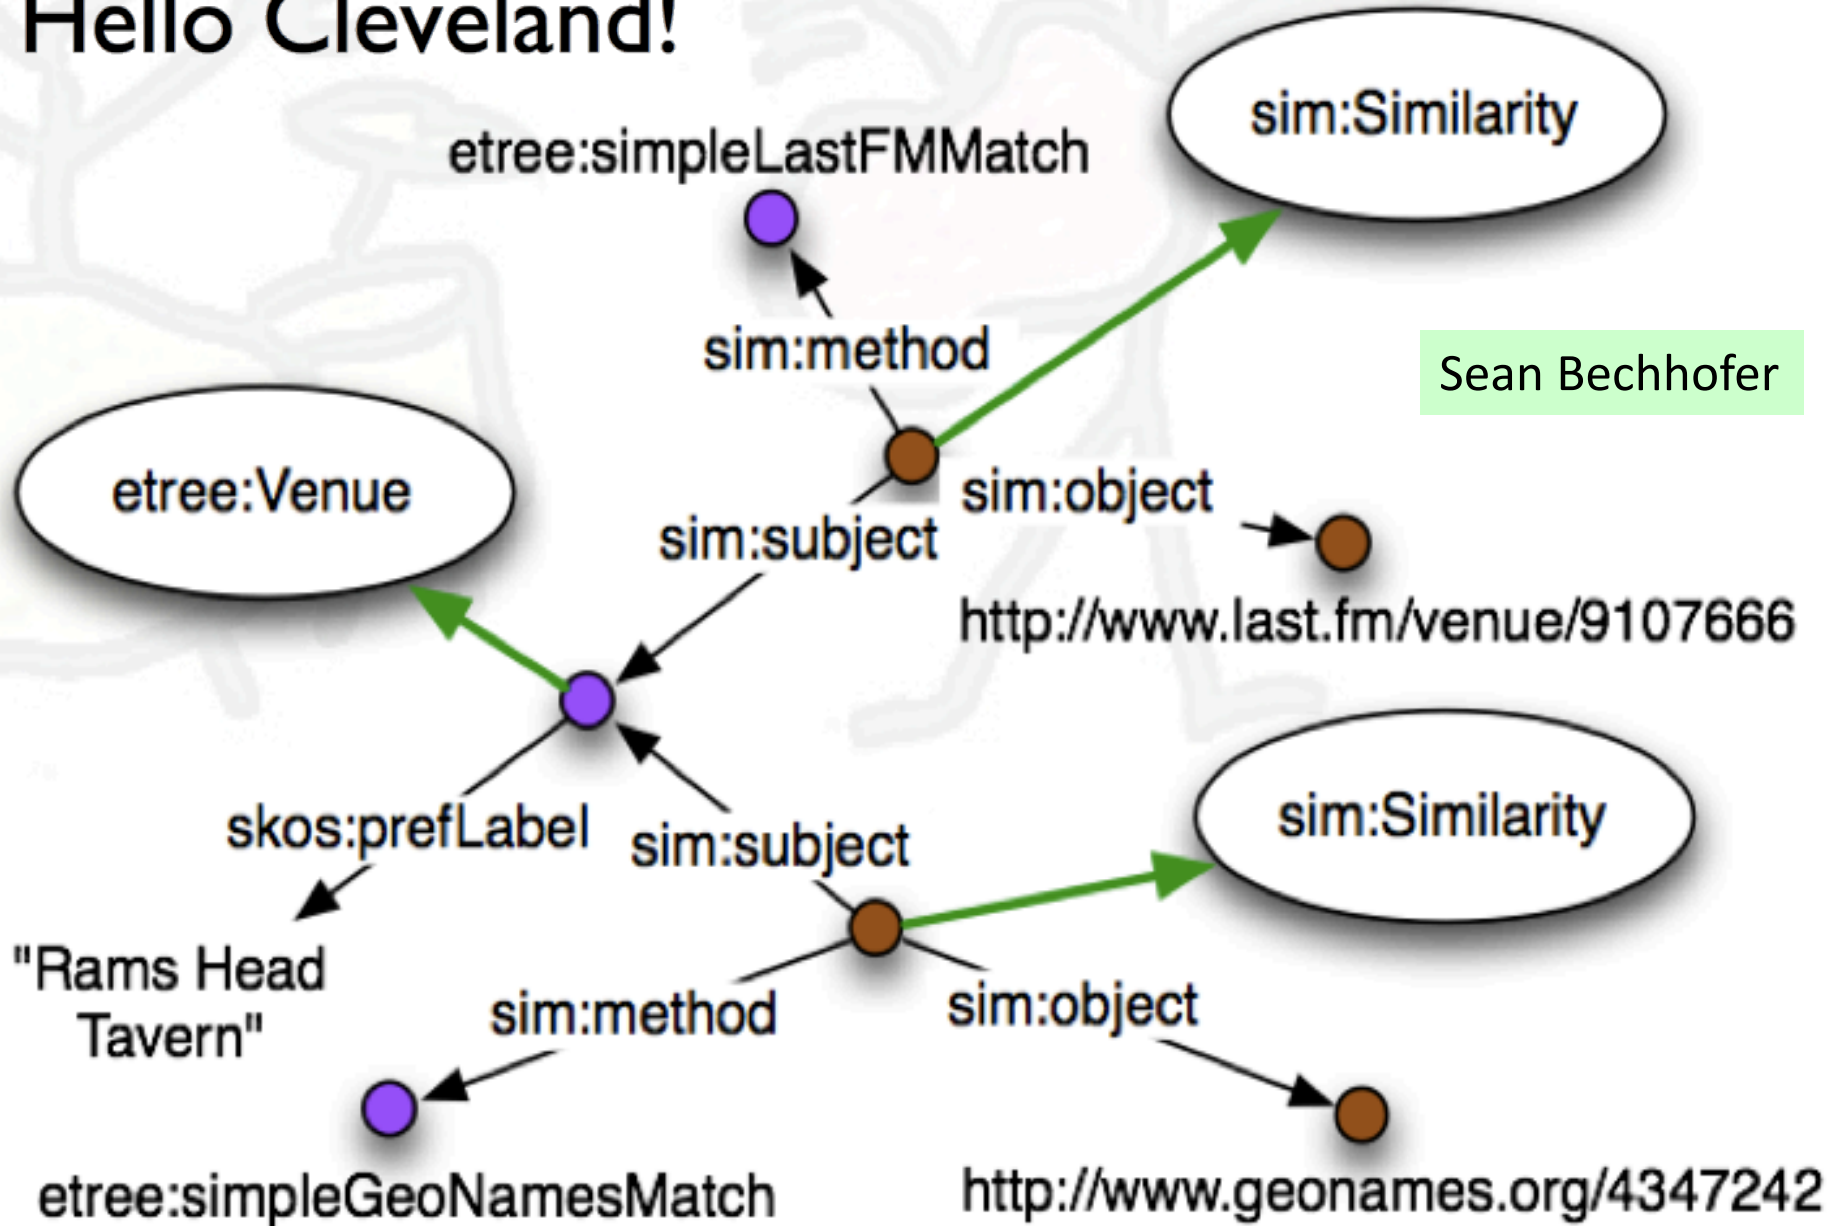 Hello Cleveland!
sim:Similarity
etree:simpleLastFMMatch
sim:method
Sean Bechhofer
etree:Venue
sim:object
sim:subject
http://www.last.fm/venue/9107666
skos:prefLabel
sim:subject
sim:Similarity
"Rams Head
Tavern"
sim:method
sim:object
etree:simpleGeoNamesMatch
http://www.geonames.org/4347242